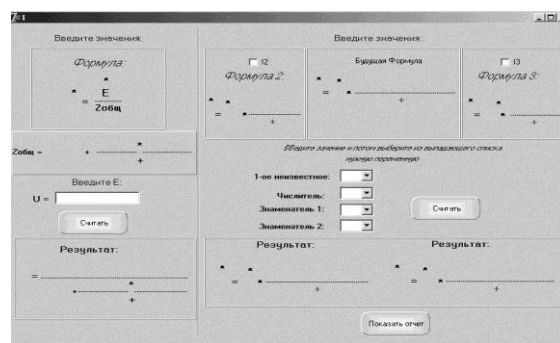 Введите значения:
Формула:
*
* = E
Zобщ
Zобщ = + *
+
Введите E:
U =
Считать
Результат:
=
* *
+
Введите значения:
I2
Формула 2:
*
* = *
+
Будущая Формула
*
= *
+
I3
Формула 3:
*
* = *
+
ВВедите зачение и потом выберите из выпадающего списка
нужную переменную
1-ое неизвестное:
Числитель:
Знаменатель 1:
Знаменатель 2:
Считать
Результат:
* *
= *
+
Результат:
* *
= *
+
Показать отчет